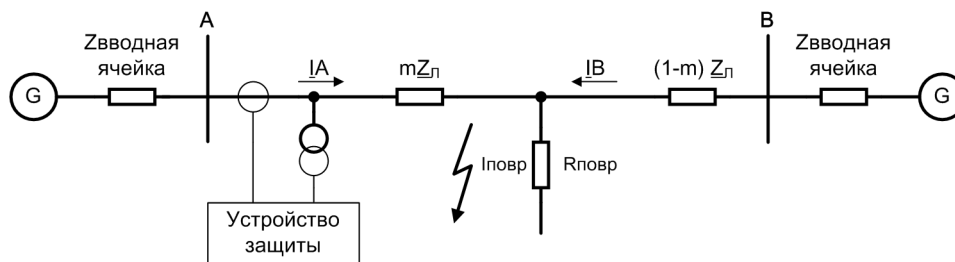 A
B
Zвводная
ячейка
IA
mZЛ
IB
(1-m) ZЛ
Zвводная
ячейка
G
G
Iповр
Rповр
Устройство
защиты